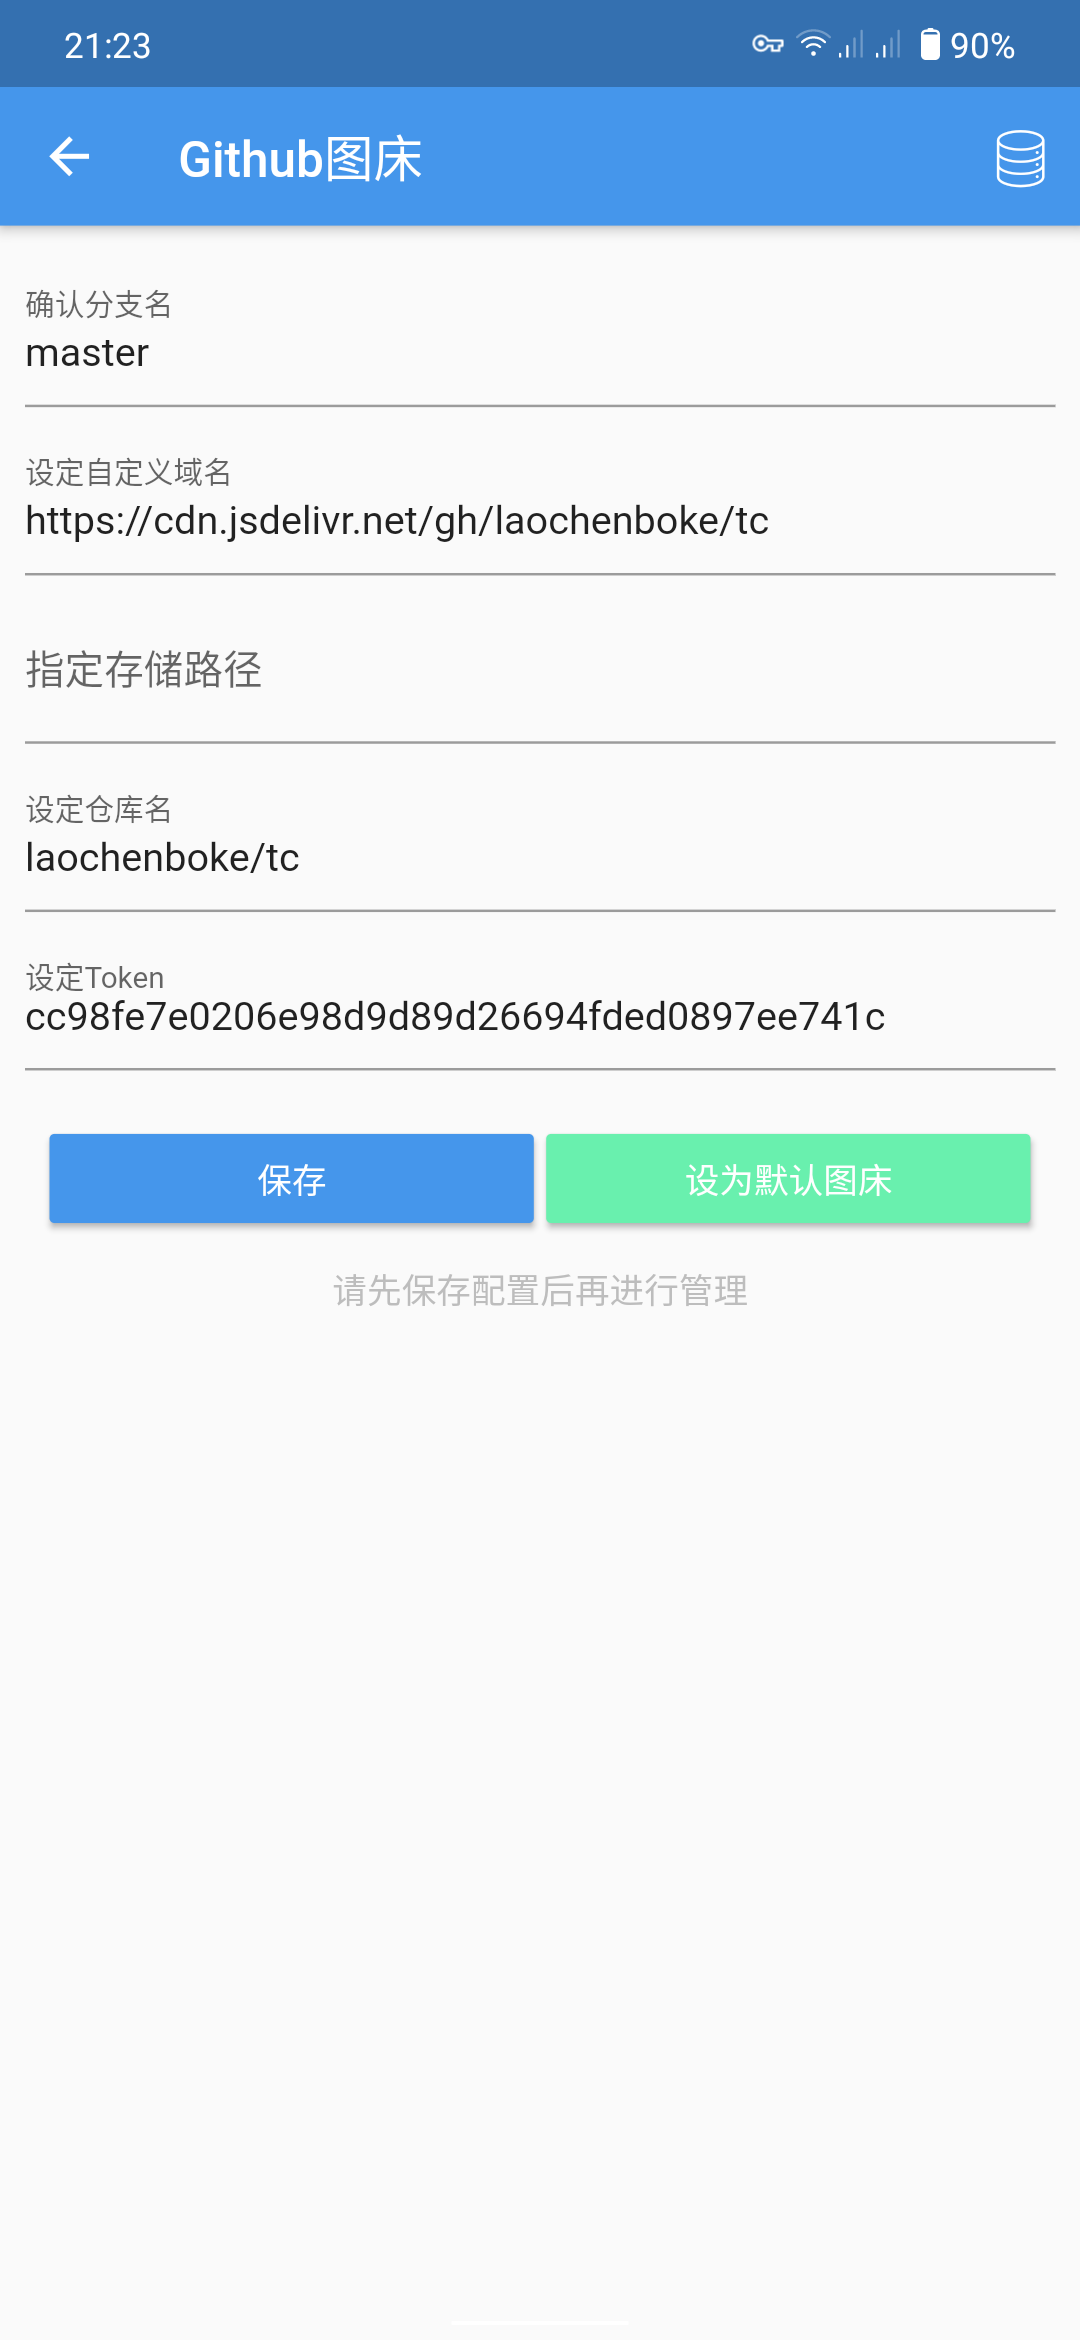 21:23
90%
Github图床
确认分支名
master
设定自定义域名
https://cdn.jsdelivr.net/gh/laochenboke/tc
指定存储路径
设定仓库名
laochenboke/tc
设定Token
cc98fe7e0206e98d9d89d26694fded0897ee741c
保存
设为默认图床
请先保存配置后再进行管理